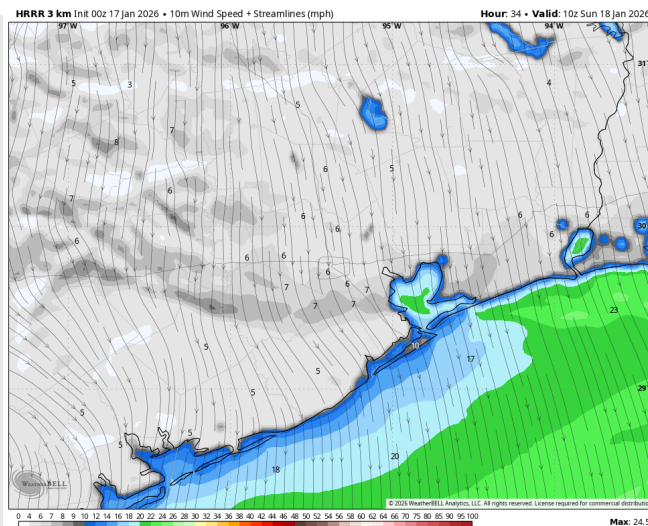 HRRR 3 km Init 00z 17 Jan 2026 • 10m Wind Speed + Streamlines (mph) Hour: 34 • Valid: 10z Sun 18 Jan 2026
97°W 96°W 95°W 94°W
31°
5 3 4
5
8 7
6 5
6
7
6 6 6
6 6
6
30
6 6
6
7 6 7
7 7
23
5
10
17
5
29°
5
5 5
5
20
18
WeatherBELL
© 2026 WeatherBELL Analytics, LLC. All rights reserved. License required for commercial distribution
0 4 6 7 8 9 10 12 14 16 18 20 22 24 26 28 30 32 34 36 38 40 42 44 46 48 50 52 54 56 58 60 62 64 66 70 75 80 85 90 95 100
Max: 24.5